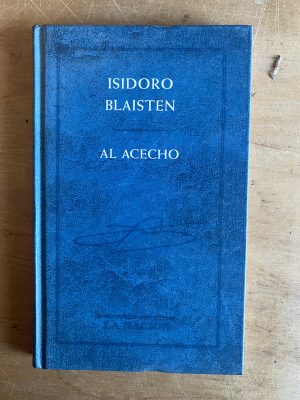 ISIDORO
BLAISTEN
AL ACECHO
LA NACION